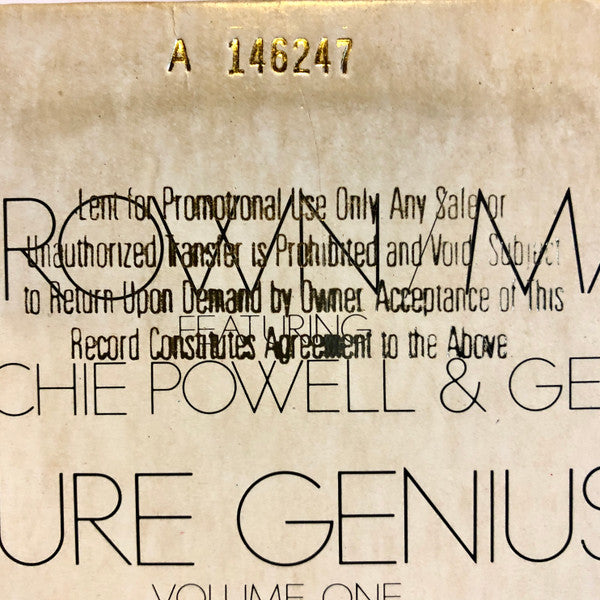 A 146247
Lent for Promotional Use Only Any Sale or
ROWN/MA
Unauthorized Transfer is Prohibited and Void Subject
to Return Upon Demand by Owner Acceptance of This
FEATURING
Record Constitutes Agreement to the Above
CHIE POWELL & GE
URE GENIUS
VOLUME ONE